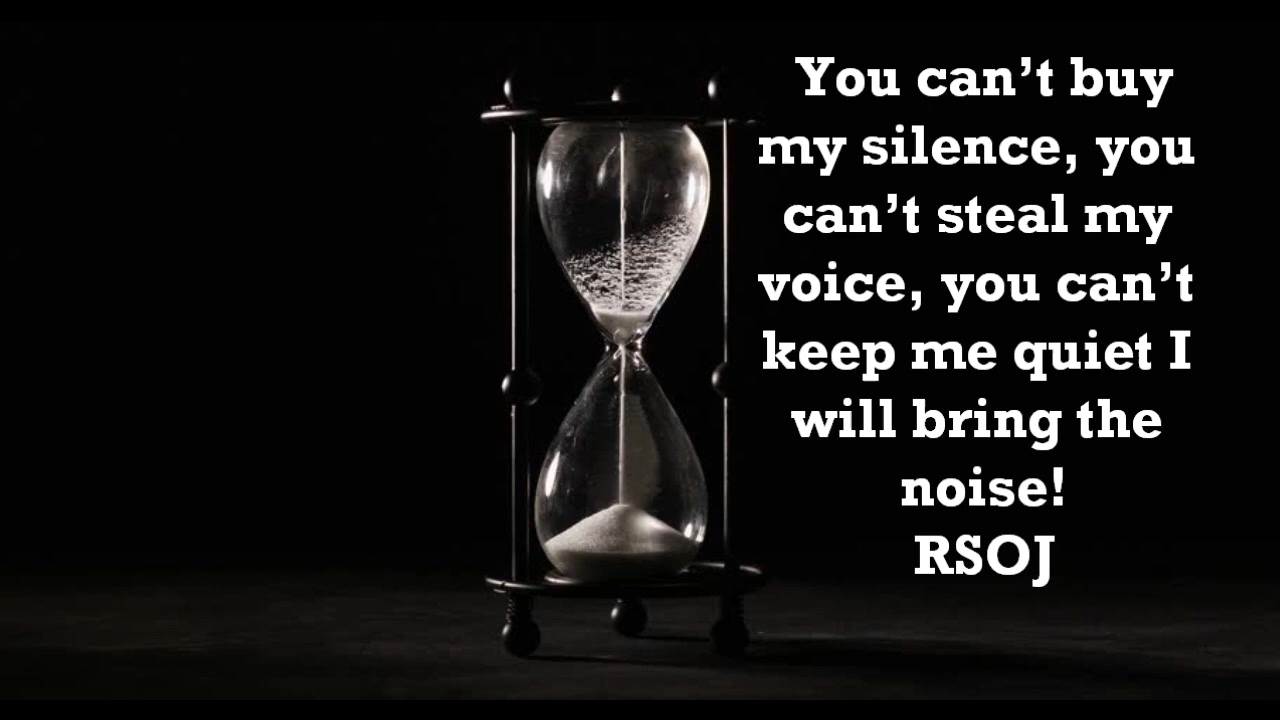 You can’t buy
my silence, you
can’t steal my
voice, you can’t
keep me quiet I
will bring the
noise!
RSOJ